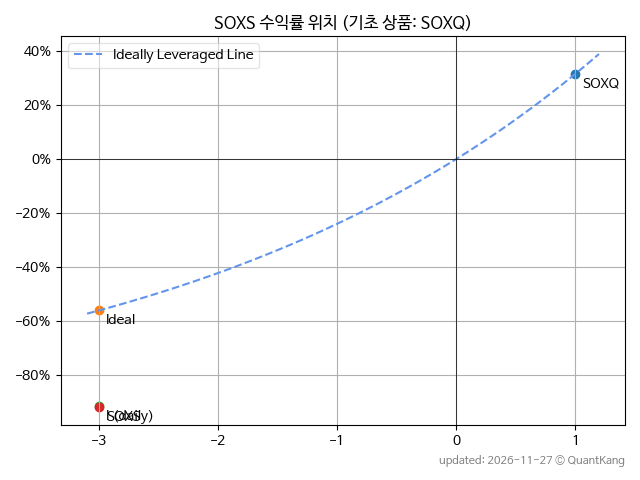 SOXS 수익률 위치 (기초 상품: SOXQ)
Ideally Leveraged Line
40%
20%
0%
−20%
−40%
−60%
−80%
SOXQ
Ideal
SOXS
−3
−2
−1
0
1
updated: 2026-11-27 © QuantKang